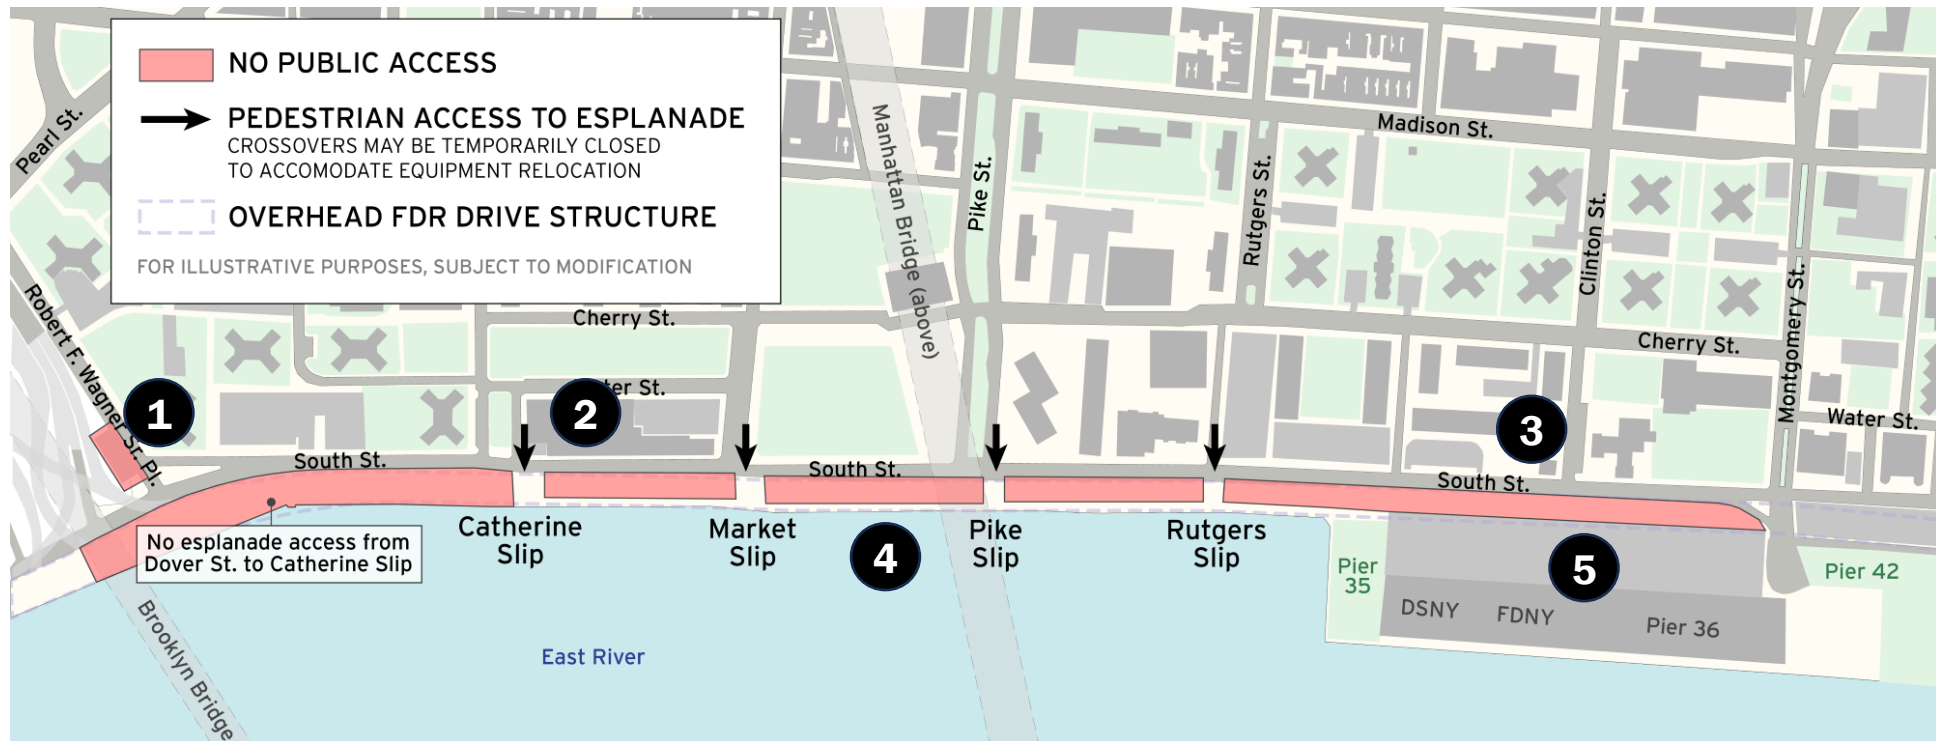 NO PUBLIC ACCESS
PEDESTRIAN ACCESS TO ESPLANADE
CROSSOVERS MAY BE TEMPORARILY CLOSED
TO ACCOMODATE EQUIPMENT RELOCATION
OVERHEAD FDR DRIVE STRUCTURE
FOR ILLUSTRATIVE PURPOSES, SUBJECT TO MODIFICATION
Pearl St.
Robert F. Wagner Sr. Pl.
Manhattan Bridge (above)
Pike St.
Rutgers St.
Madison St.
Clinton St.
Montgomery St.
Cherry St.
Cherry St.
St.
Water St.
1
2
3
South St.
South St.
South St.
No esplanade access from
Dover St. to Catherine Slip
Catherine
Slip
Market
Slip
4
Pike
Slip
Rutgers
Slip
Pier
35
5
Pier 42
DSNY
FDNY
Pier 36
Brooklyn Bridge
East River